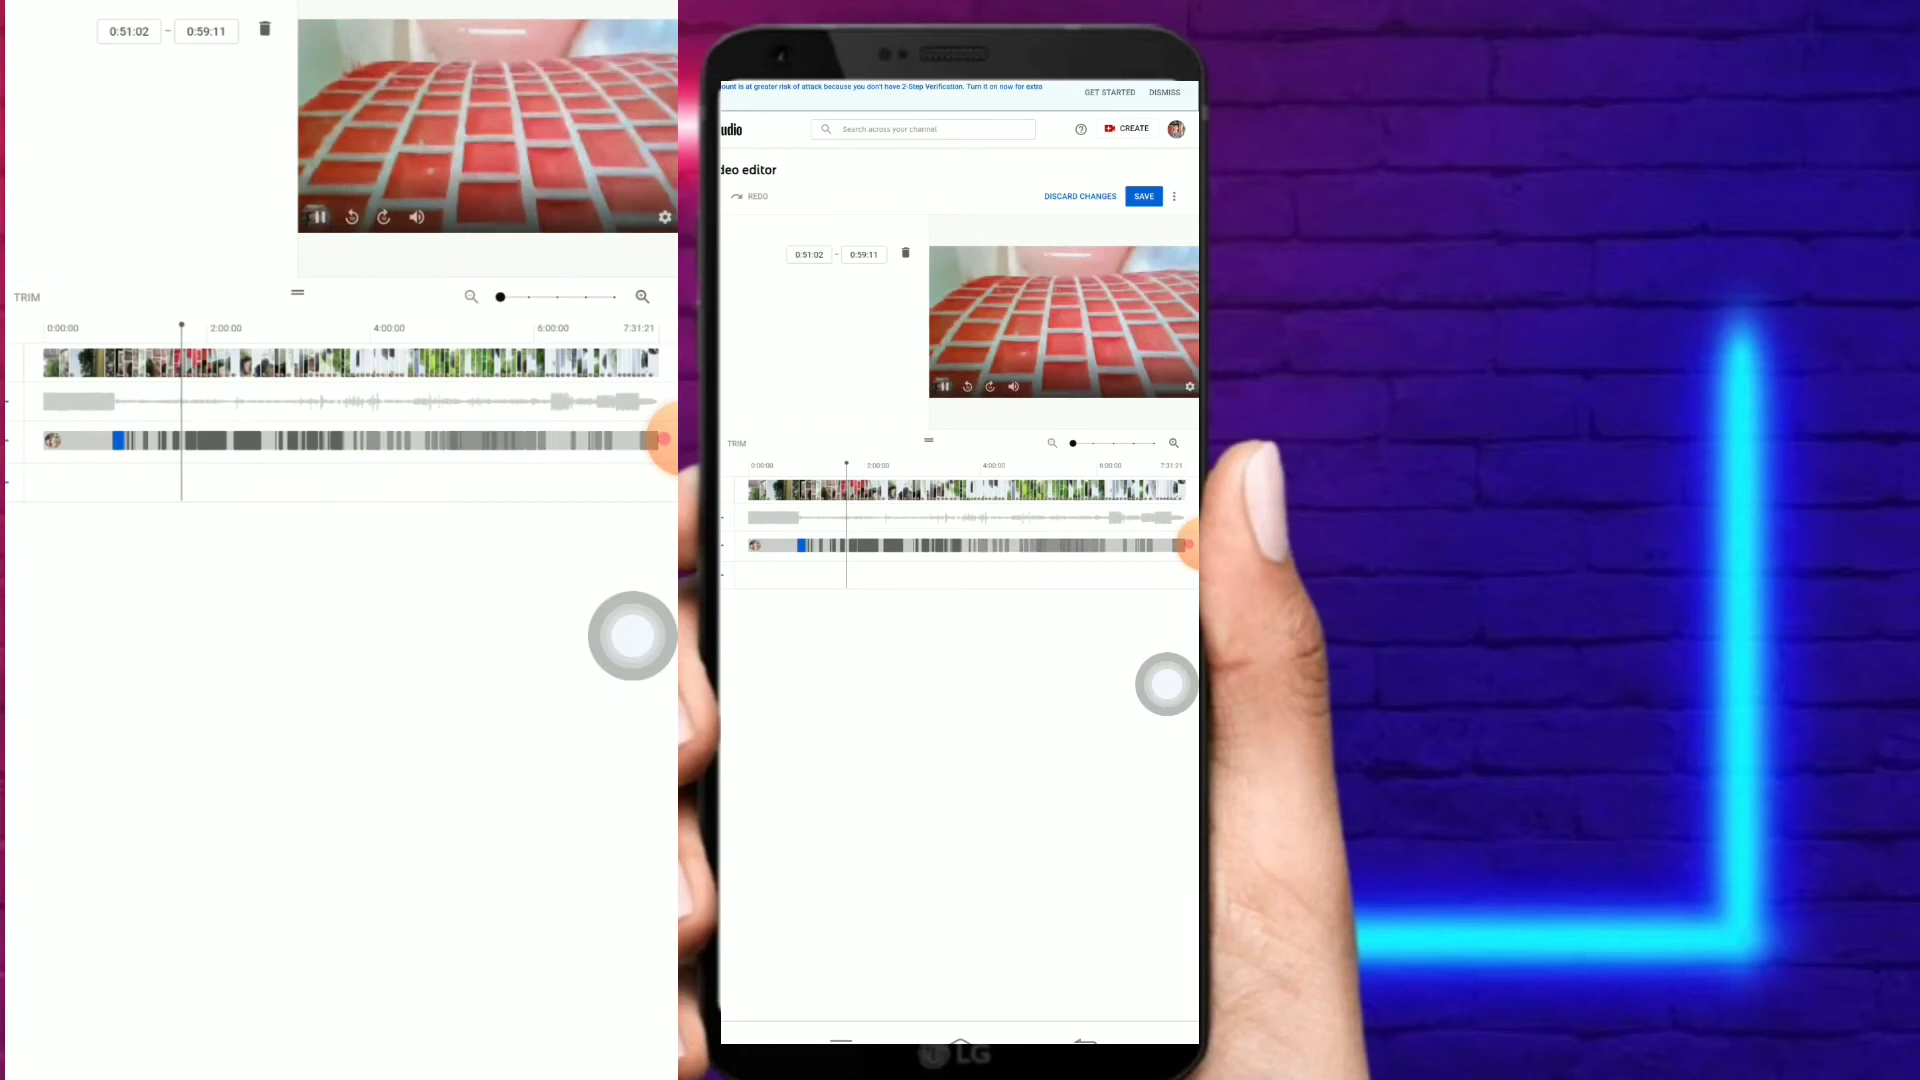 0:51:02 - 0:59:11
TRIM
0:00:00 2:00:00 4:00:00 6:00:00 7:31:21
ount is at greater risk of attack because you don't have 2-Step Verification. Turn it on now for extra
GET STARTED DISMISS
udio
Search across your channel
CREATE
deo editor
REDO
DISCARD CHANGES SAVE
0:51:02 - 0:59:11
TRIM
0:00:00 2:00:00 4:00:00 6:00:00 7:31:21
LG